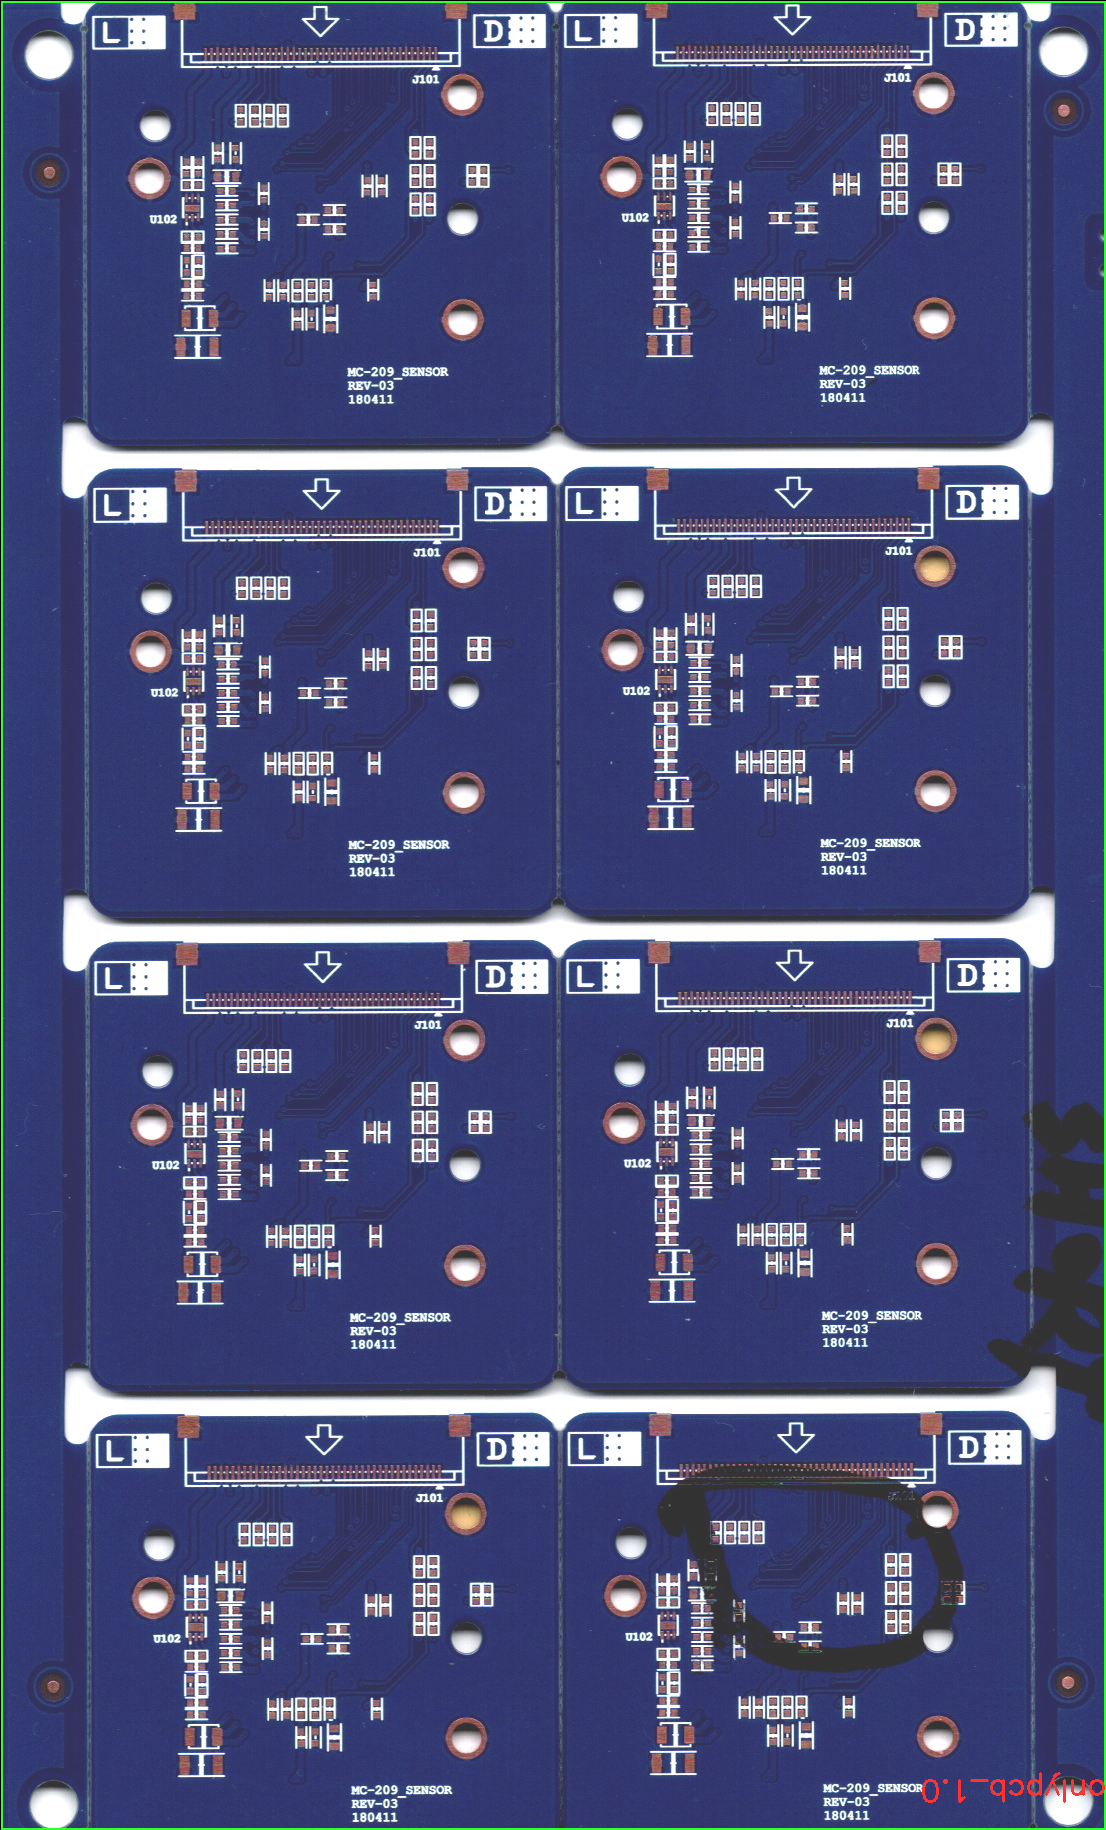 L D L D
J101 J101
U102 U102
MC-209_SENSOR MC-209_SENSOR
REV-03 REV-03
180411 180411
L D L D
J101 J101
U102 U102
MC-209_SENSOR MC-209_SENSOR
REV-03 REV-03
180411 180411
L D L D
J101 J101
U102 U102
MC-209_SENSOR MC-209_SENSOR
REV-03 REV-03
180411 180411
L D L D
J101
U102 U102
MC-209_SENSOR MC-209_SENSOR
REV-03 REV-03
180411 180411
onlypcb_1.0